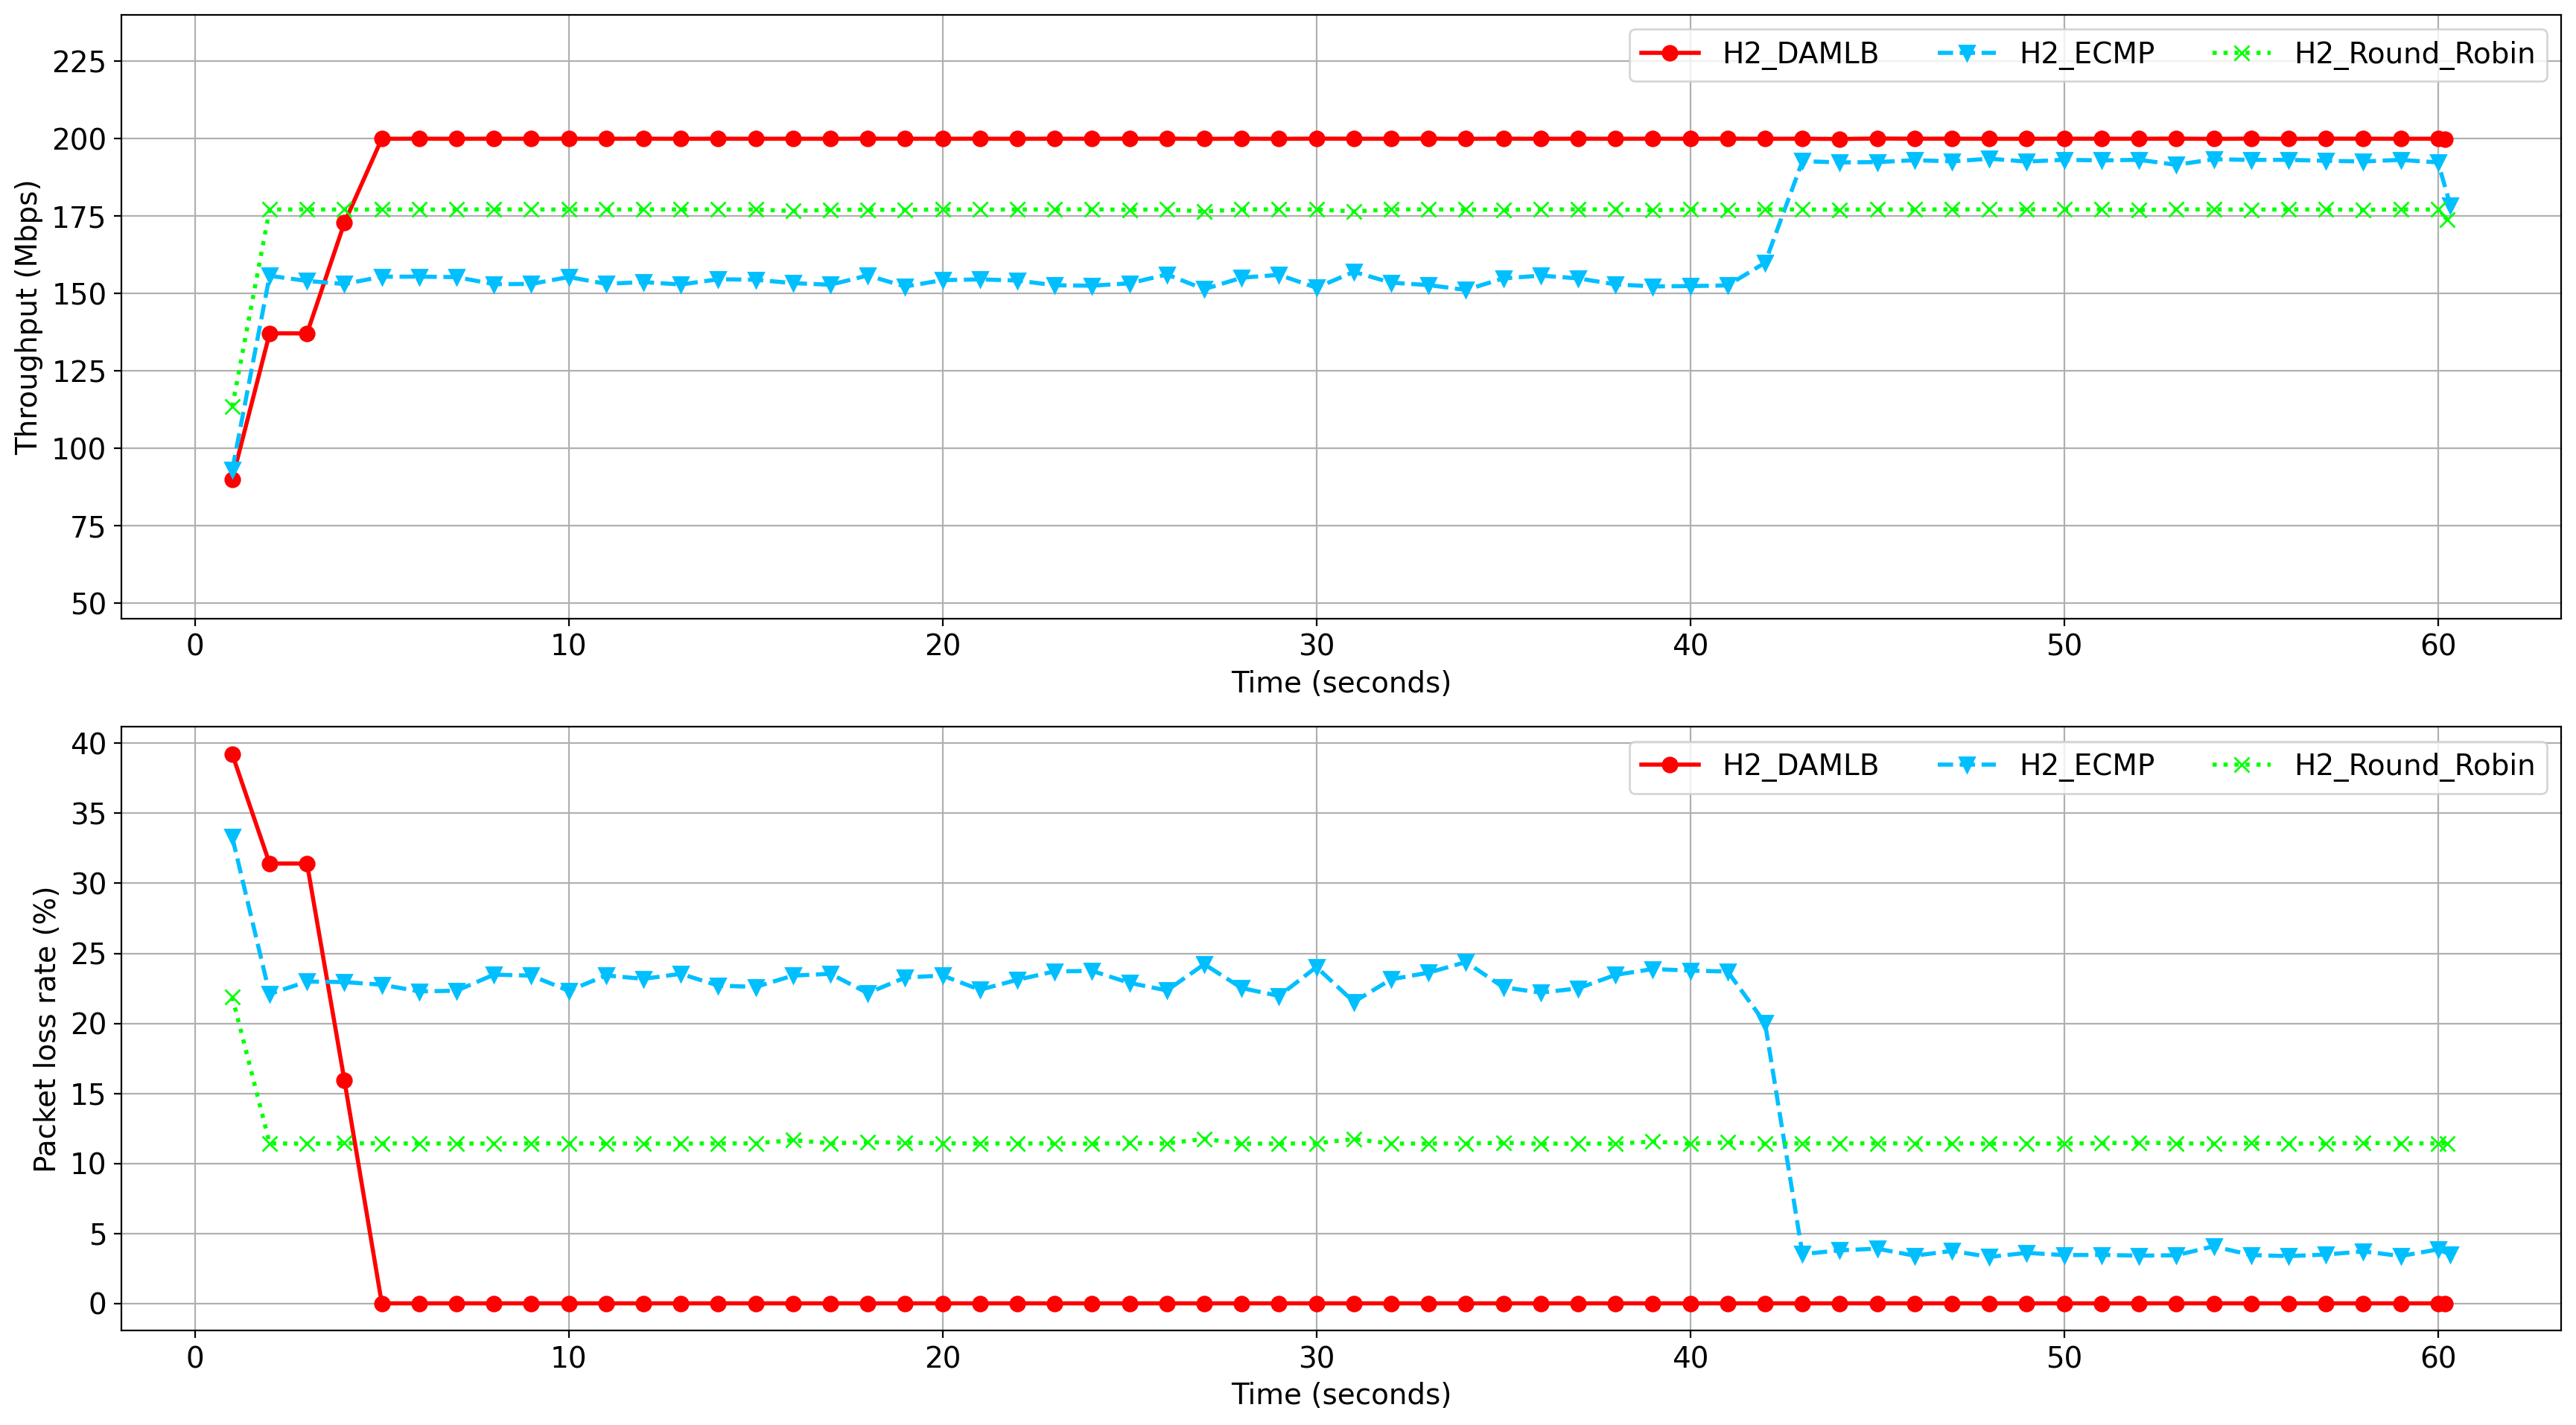 225
200
175
150
125
100
75
50
Throughput (Mbps)
H2_DAMLB H2_ECMP H2_Round_Robin
0 10 20 30 40 50 60
Time (seconds)
40
35
30
25
20
15
10
5
0
Packet loss rate (%)
H2_DAMLB H2_ECMP H2_Round_Robin
0 10 20 30 40 50 60
Time (seconds)